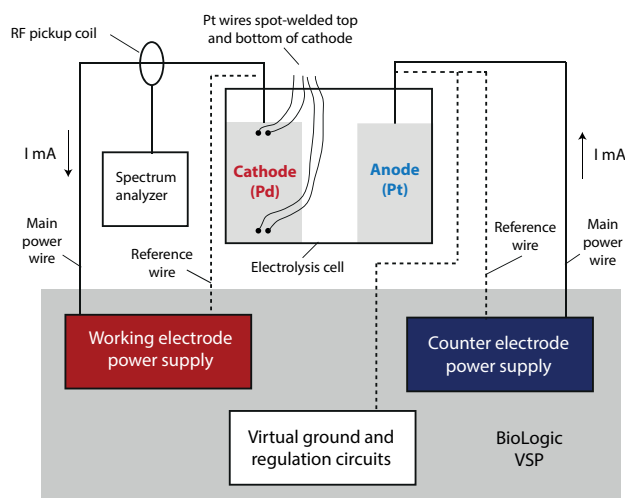 Pt wires spot-welded top
and bottom of cathode
RF pickup coil
I mA
Spectrum
analyzer
Cathode
(Pd)
Anode
(Pt)
I mA
Main
power
wire
Reference
wire
Electrolysis cell
Reference
wire
Main
power
wire
Working electrode
power supply
Counter electrode
power supply
Virtual ground and
regulation circuits
BioLogic
VSP